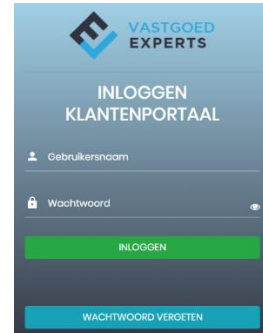 VASTGOED
EXPERTS
INLOGGEN
KLANTENPORTAAL
Gebruikersnaam
Wachtwoord
INLOGGEN
WACHTWOORD VERGETEN